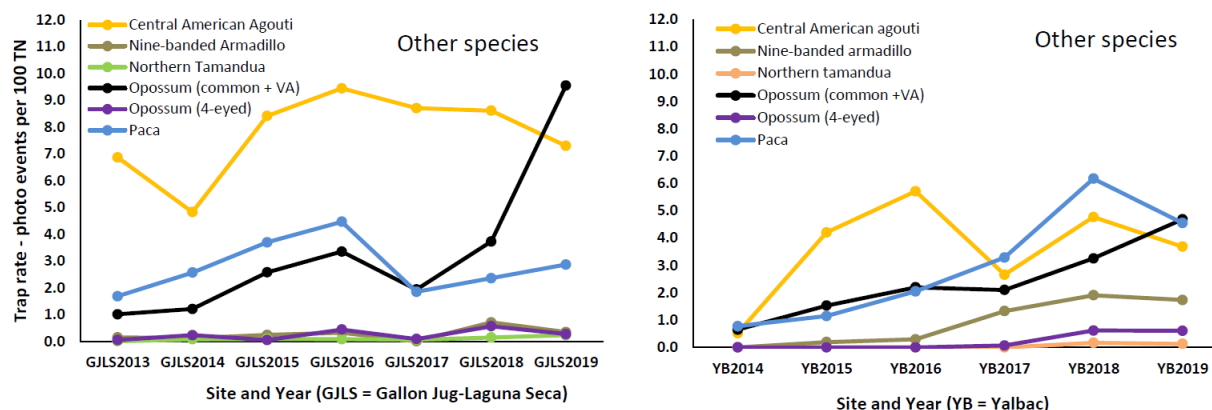 12.0
11.0
10.0
9.0
8.0
7.0
6.0
5.0
4.0
3.0
2.0
1.0
0.0
Trap rate - photo events per 100 TN
Central American Agouti
Nine-banded Armadillo
Northern Tamandua
Opossum (common + VA)
Opossum (4-eyed)
Paca
Other species
GJLS2013 GJLS2014 GJLS2015 GJLS2016 GJLS2017 GJLS2018 GJLS2019
Site and Year (GJLS = Gallon Jug-Laguna Seca)
12.0
11.0
10.0
9.0
8.0
7.0
6.0
5.0
4.0
3.0
2.0
1.0
0.0
Central American agouti
Nine-banded armadillo
Northern tamandua
Opossum (common +VA)
Opossum (4-eyed)
Paca
Other species
YB2014 YB2015 YB2016 YB2017 YB2018 YB2019
Site and Year (YB = Yalbac)